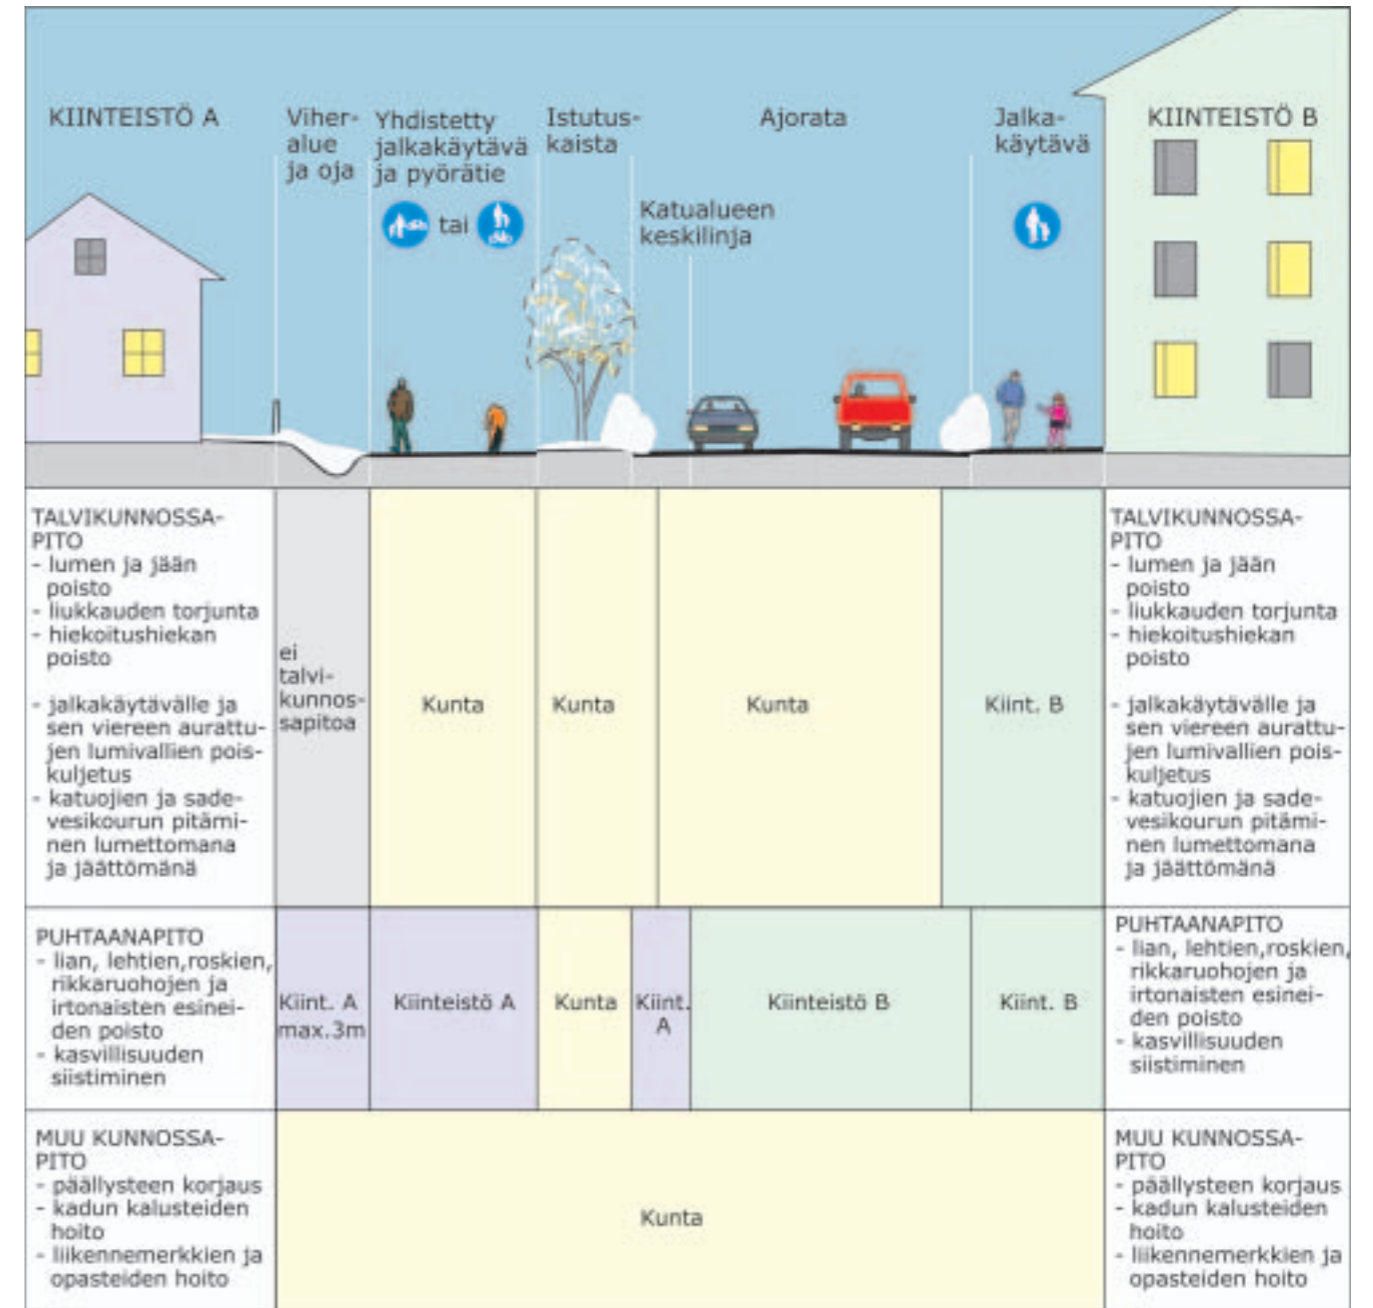 KIINTEISTÖ A
Viher-
alue
ja oja
Yhdistetty
jalkakäytävä
ja pyörätie
tai
Istutus-
kaista
Katualueen
keskilinja
Ajorata
Jalka-
käytävä
KIINTEISTÖ B
TALVIKUNNOSSA-
PITO
- lumen ja jään
poisto
- liukkauden torjunta
- hiekoitushiekan
poisto
- jalkakäytävälle ja
sen viereen aurattu-
jen lumivallien pois-
kuljetus
- katuojien ja sade-
vesikourun pitämi-
nen lumettomana
ja jäättömänä
ei
talvi-
kunnos-
sapitoa
Kunta
Kunta
Kunta
Kiint. B
TALVIKUNNOSSA-
PITO
- lumen ja jään
poisto
- liukkauden torjunta
- hiekoitushiekan
poisto
- jalkakäytävälle ja
sen viereen aurattu-
jen lumivallien pois-
kuljetus
- katuojien ja sade-
vesikourun pitämi-
nen lumettomana
ja jäättömänä
PUHTAANAPITO
- lian, lehtien,roskien,
rikkaruohojen ja
irtonaisten esinei-
den poisto
- kasvillisuuden
siistiminen
Kiint. A
max.3m
Kiinteistö A
Kunta
Kiint.
A
Kiinteistö B
Kiint. B
PUHTAANAPITO
- lian, lehtien,roskien,
rikkaruohojen ja
irtonaisten esinei-
den poisto
- kasvillisuuden
siistiminen
MUU KUNNOSSA-
PITO
- päällysteen korjaus
- kadun kalusteiden
hoito
- liikennemerkkien ja
opasteiden hoito
Kunta
MUU KUNNOSSA-
PITO
- päällysteen korjaus
- kadun kalusteiden
hoito
- liikennemerkkien ja
opasteiden hoito